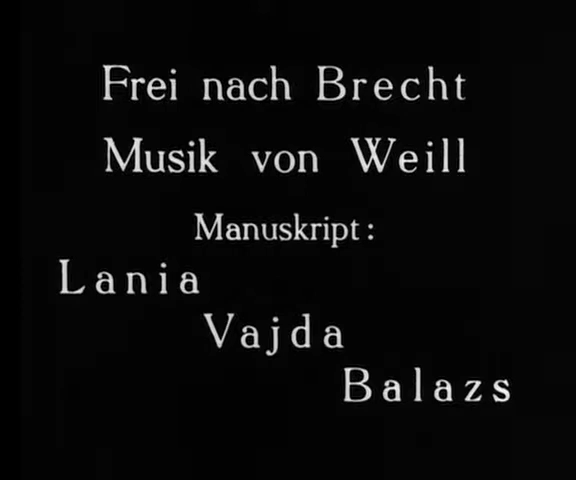 Frei nach Brecht
Musik von Weill
Manuskript:
Lania
Vajda
Balazs